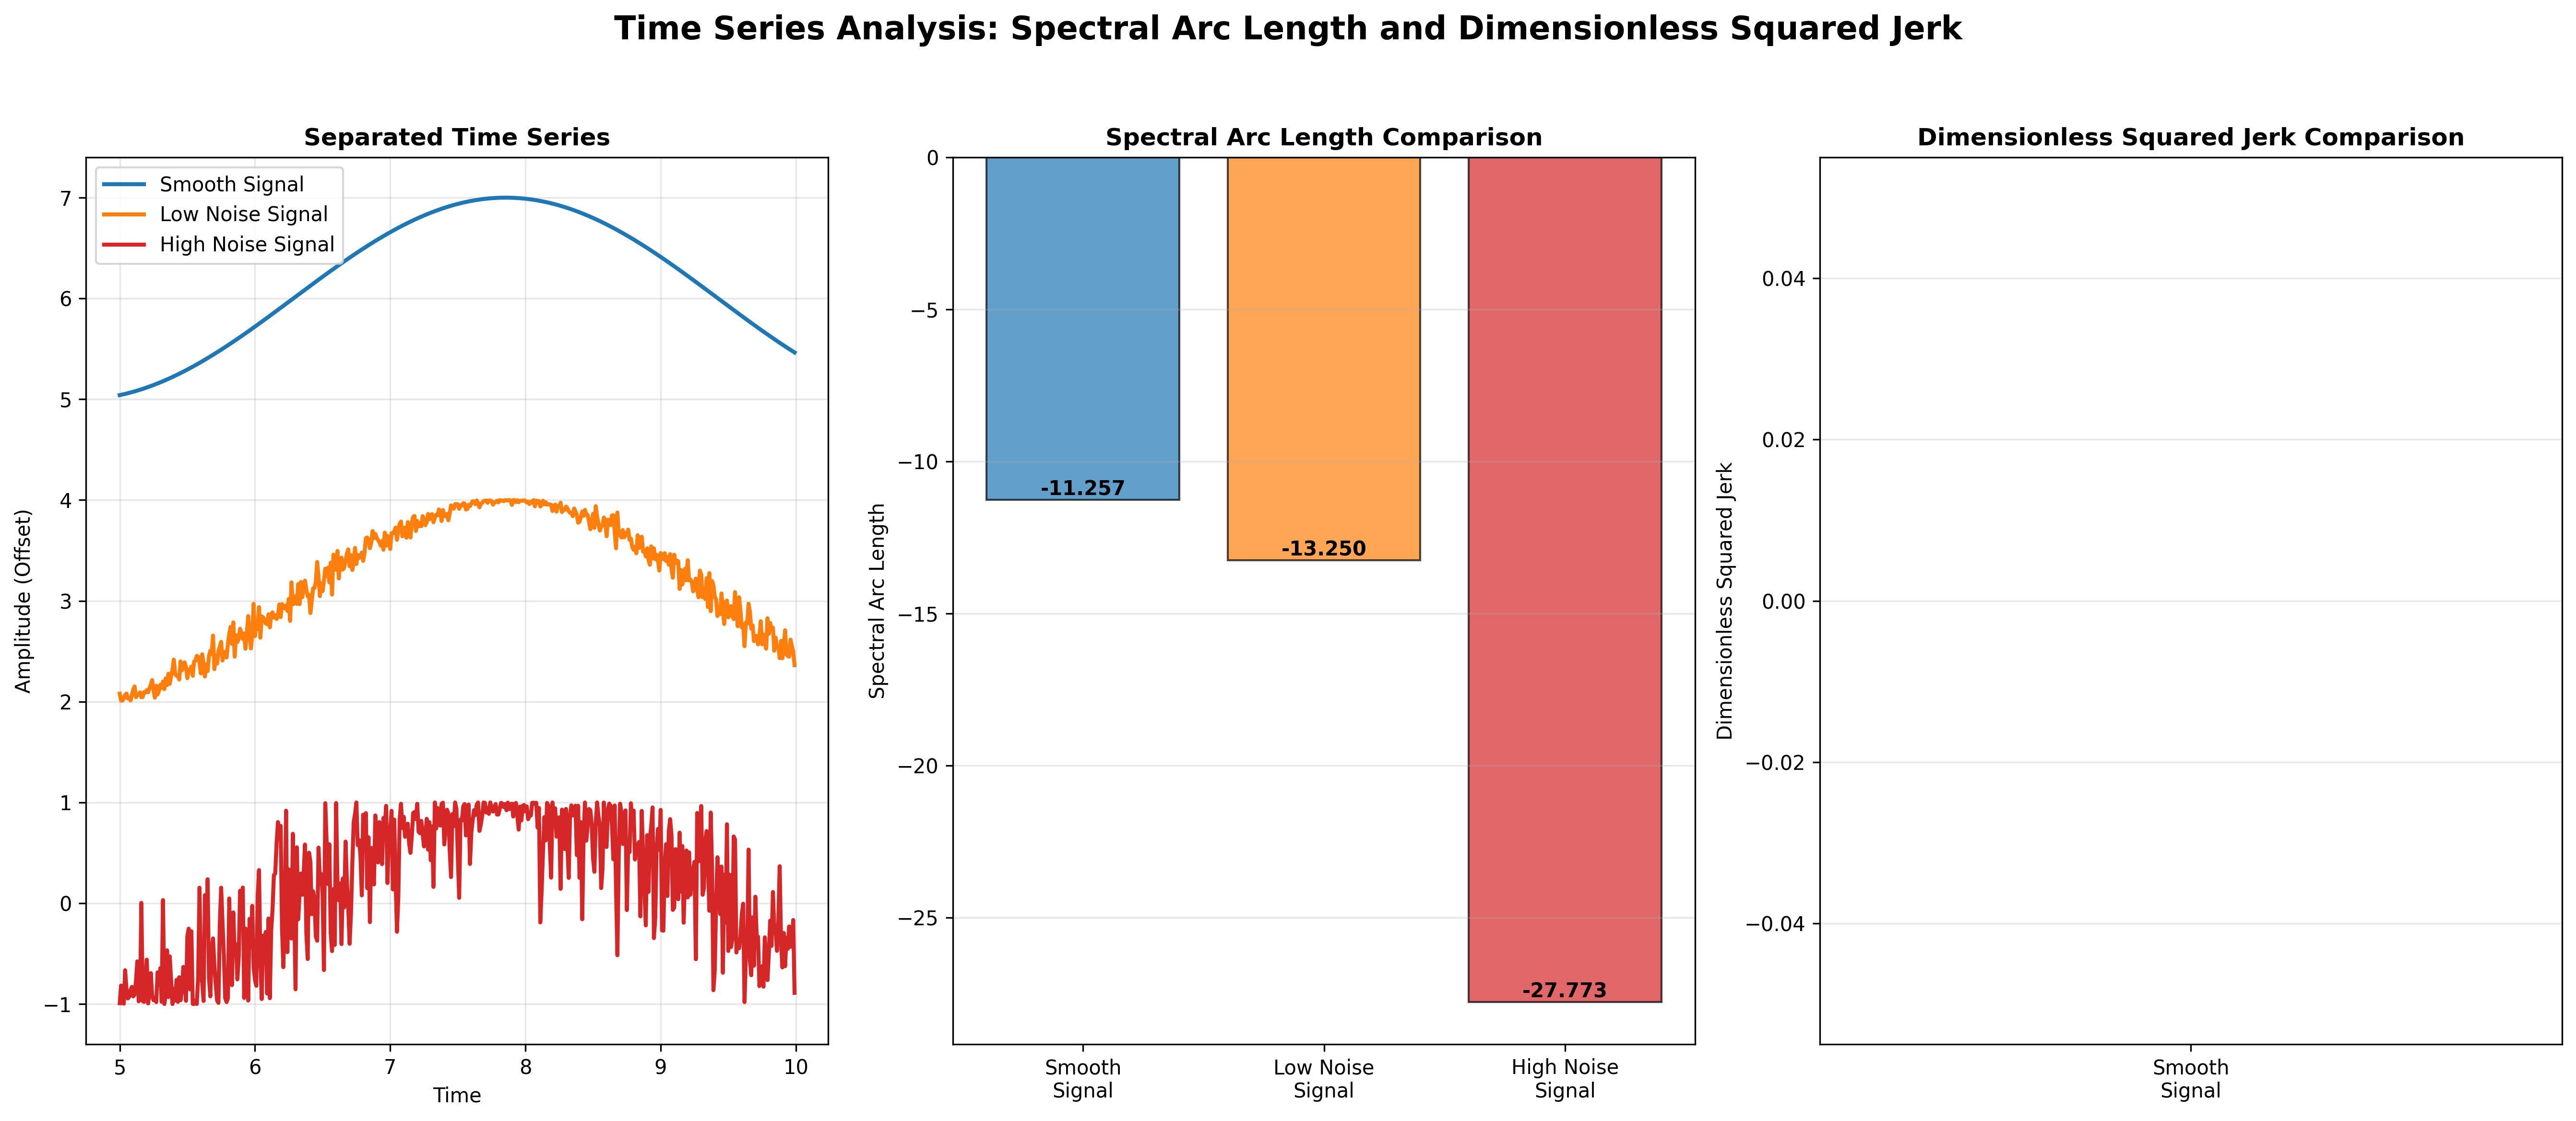 Time Series Analysis: Spectral Arc Length and Dimensionless Squared Jerk
Separated Time Series
Smooth Signal
Low Noise Signal
High Noise Signal
7
6
5
4
3
2
1
0
−1
Amplitude (Offset)
5
6
7
8
9
10
Time
Spectral Arc Length Comparison
0
−5
−10
−15
−20
−25
Spectral Arc Length
-11.257
-13.250
-27.773
Smooth
Signal
Low Noise
Signal
High Noise
Signal
Dimensionless Squared Jerk Comparison
0.04
0.02
0.00
−0.02
−0.04
Dimensionless Squared Jerk
Smooth
Signal